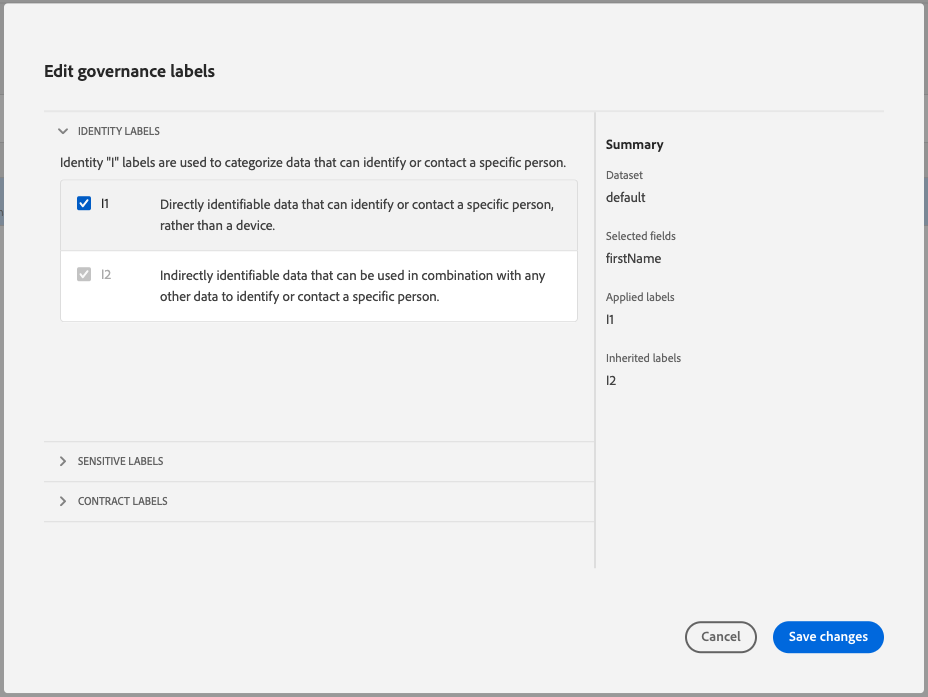 Edit governance labels
IDENTITY LABELS
Identity "I" labels are used to categorize data that can identify or contact a specific person.
I1
Directly identifiable data that can identify or contact a specific person,
rather than a device.
I2
Indirectly identifiable data that can be used in combination with any
other data to identify or contact a specific person.
SENSITIVE LABELS
CONTRACT LABELS
Summary
Dataset
default
Selected fields
firstName
Applied labels
I1
Inherited labels
I2
Cancel
Save changes